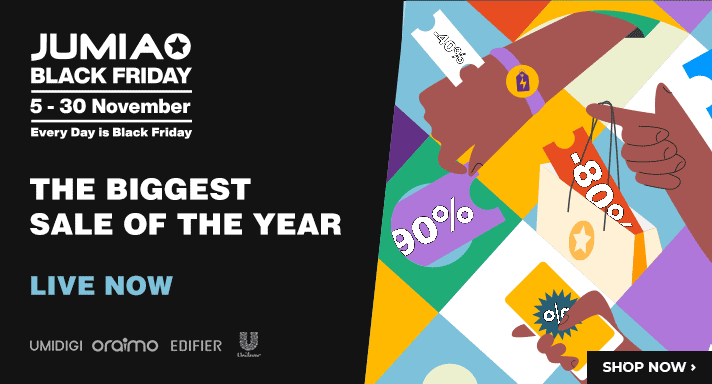 JUMIA
BLACK FRIDAY
5 - 30 November
Every Day is Black Friday
THE BIGGEST
SALE OF THE YEAR
LIVE NOW
UMIDIGI oraimo EDIFIER Unilever
-40%
-80%
90%
%
SHOP NOW ›